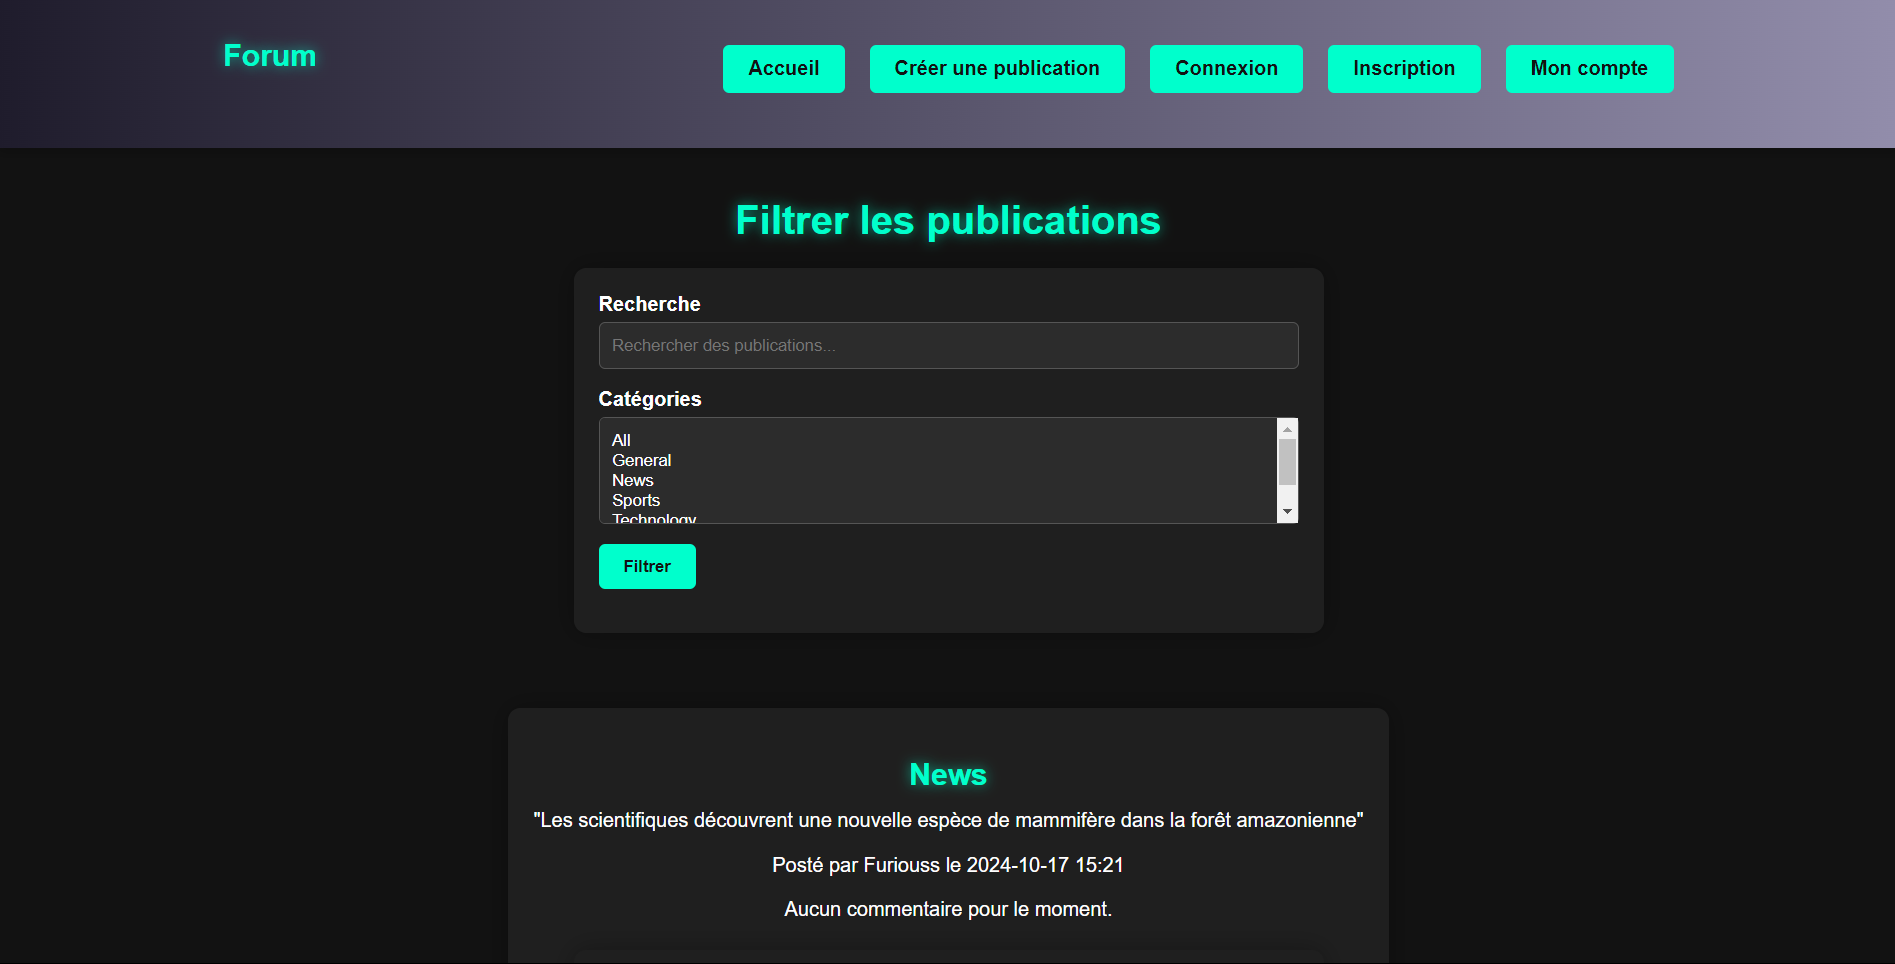 Forum
Accueil
Créer une publication
Connexion
Inscription
Mon compte
Filtrer les publications
Recherche
Rechercher des publications...
Catégories
All
General
News
Sports
Technology
Filtrer
News
"Les scientifiques découvrent une nouvelle espèce de mammifère dans la forêt amazonienne"
Posté par Furiouss le 2024-10-17 15:21
Aucun commentaire pour le moment.